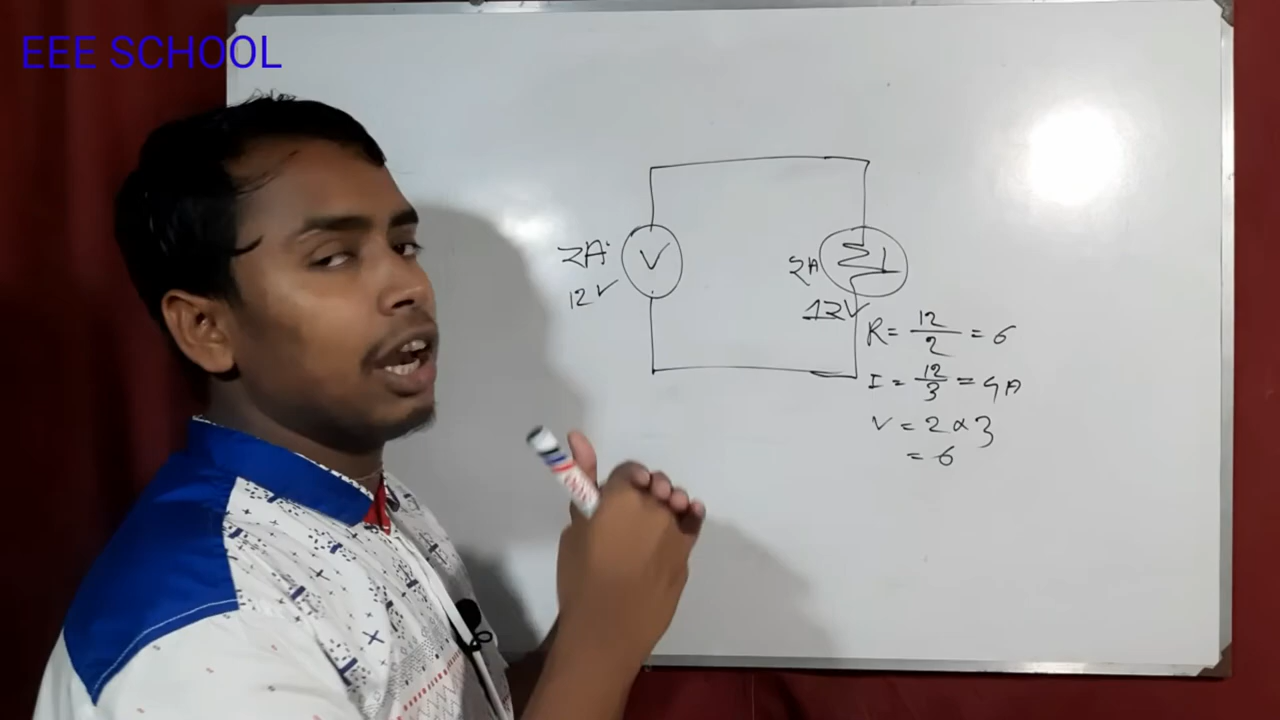 EEE SCHOOL
2A
12V
V
2A
12V
R = 12/2 = 6
I = 12/3 = 4A
V = 2 × 3
= 6